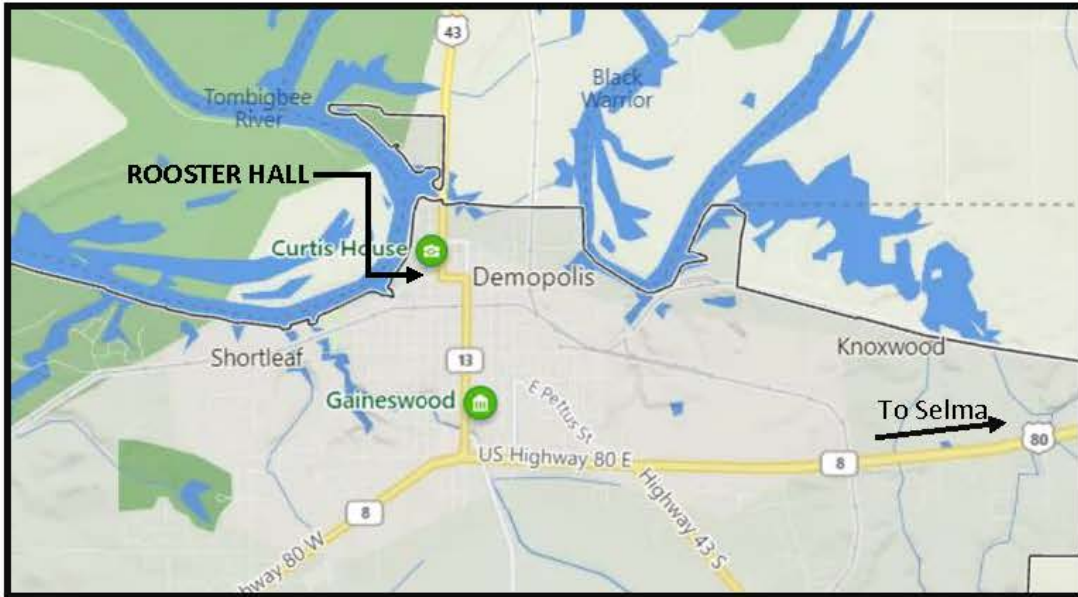 43
Tombigbee
River
Black
Warrior
ROOSTER HALL
Curtis House
Demopolis
Shortleaf
13
Knoxwood
Gaineswood
E Pettus St
To Selma
80
US Highway 80 E
8
8
Highway 43 S
hway 80 W